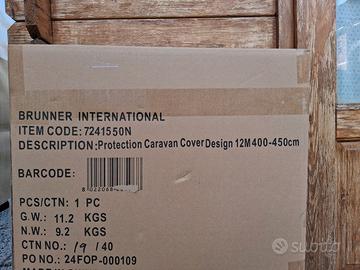 BRUNNER INTERNATIONAL
ITEM CODE:7241550N
DESCRIPTION:Protection Caravan Cover Design 12M 400-450cm
BARCODE:
PCS/CTN: 1 PC
G.W.: 11.2 KGS
N.W.: 9.2 KGS
CTN NO.: 19 /40
PO NO.: 24FOP-000109
subito